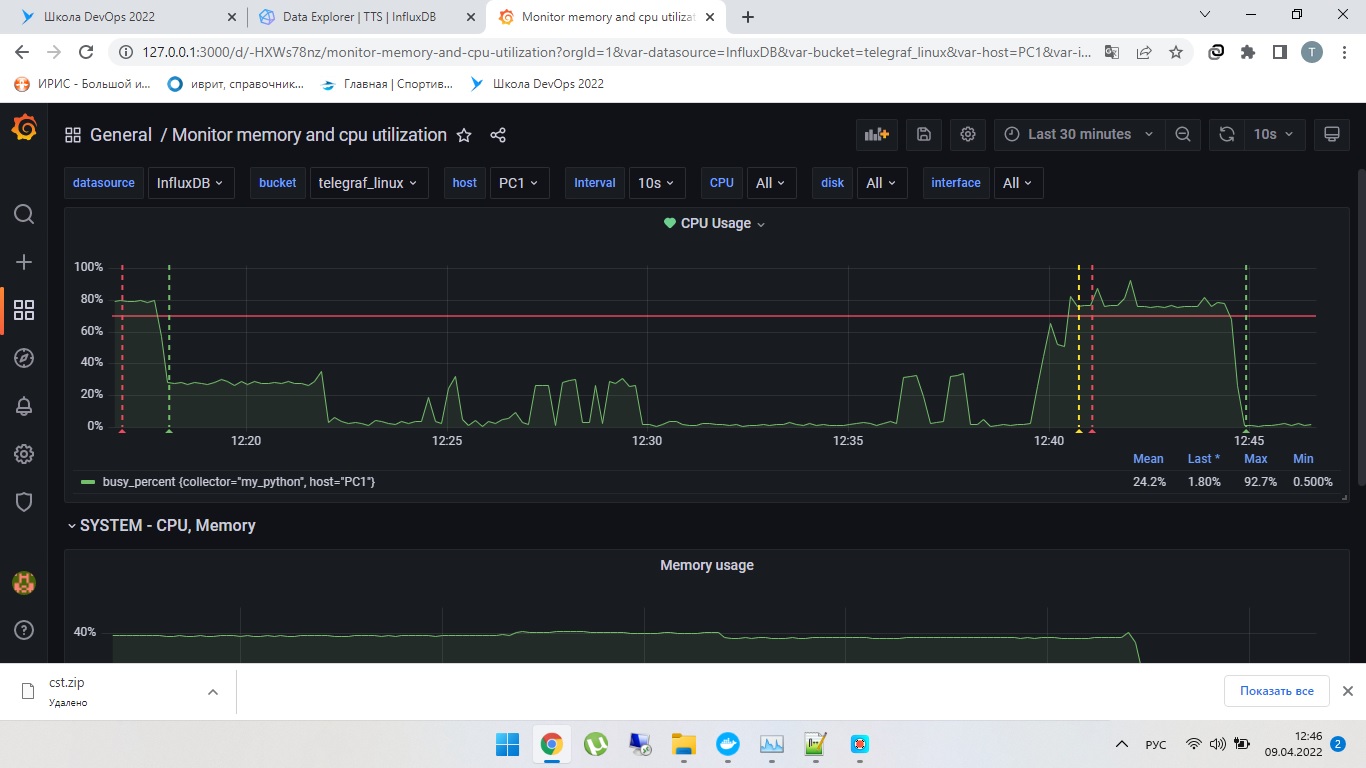 Школа DevOps 2022
Data Explorer | TTS | InfluxDB
Monitor memory and cpu utilizat
127.0.0.1:3000/d/-HXWs78nz/monitor-memory-and-cpu-utilization?orgId=1&var-datasource=InfluxDB&var-bucket=telegraf_linux&var-host=PC1&var-i...
T
ИРИС - Большой и...
иврит, справочник...
Главная | Спортив...
Школа DevOps 2022
General / Monitor memory and cpu utilization
Last 30 minutes
10s
datasource InfluxDB bucket telegraf_linux host PC1 Interval 10s CPU All disk All interface All
CPU Usage
100%
80%
60%
40%
20%
0%
12:20 12:25 12:30 12:35 12:40 12:45
Mean Last * Max Min
busy_percent {collector="my_python", host="PC1"} 24.2% 1.80% 92.7% 0.500%
SYSTEM - CPU, Memory
Memory usage
40%
cst.zip
Удалено
Показать все
РУС
12:46
09.04.2022
2